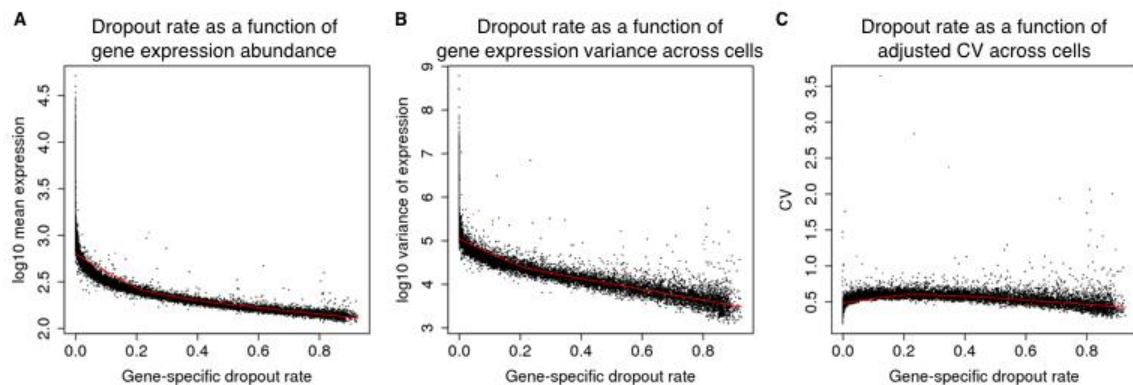 A
Dropout rate as a function of
gene expression abundance
log10 mean expression
4.5
4.0
3.5
3.0
2.5
2.0
0.0 0.2 0.4 0.6 0.8
Gene-specific dropout rate
B
Dropout rate as a function of
gene expression variance across cells
log10 variance of expression
9
8
7
6
5
4
3
0.0 0.2 0.4 0.6 0.8
Gene-specific dropout rate
C
Dropout rate as a function of
adjusted CV across cells
CV
3.5
3.0
2.5
2.0
1.5
1.0
0.5
0.0 0.2 0.4 0.6 0.8
Gene-specific dropout rate